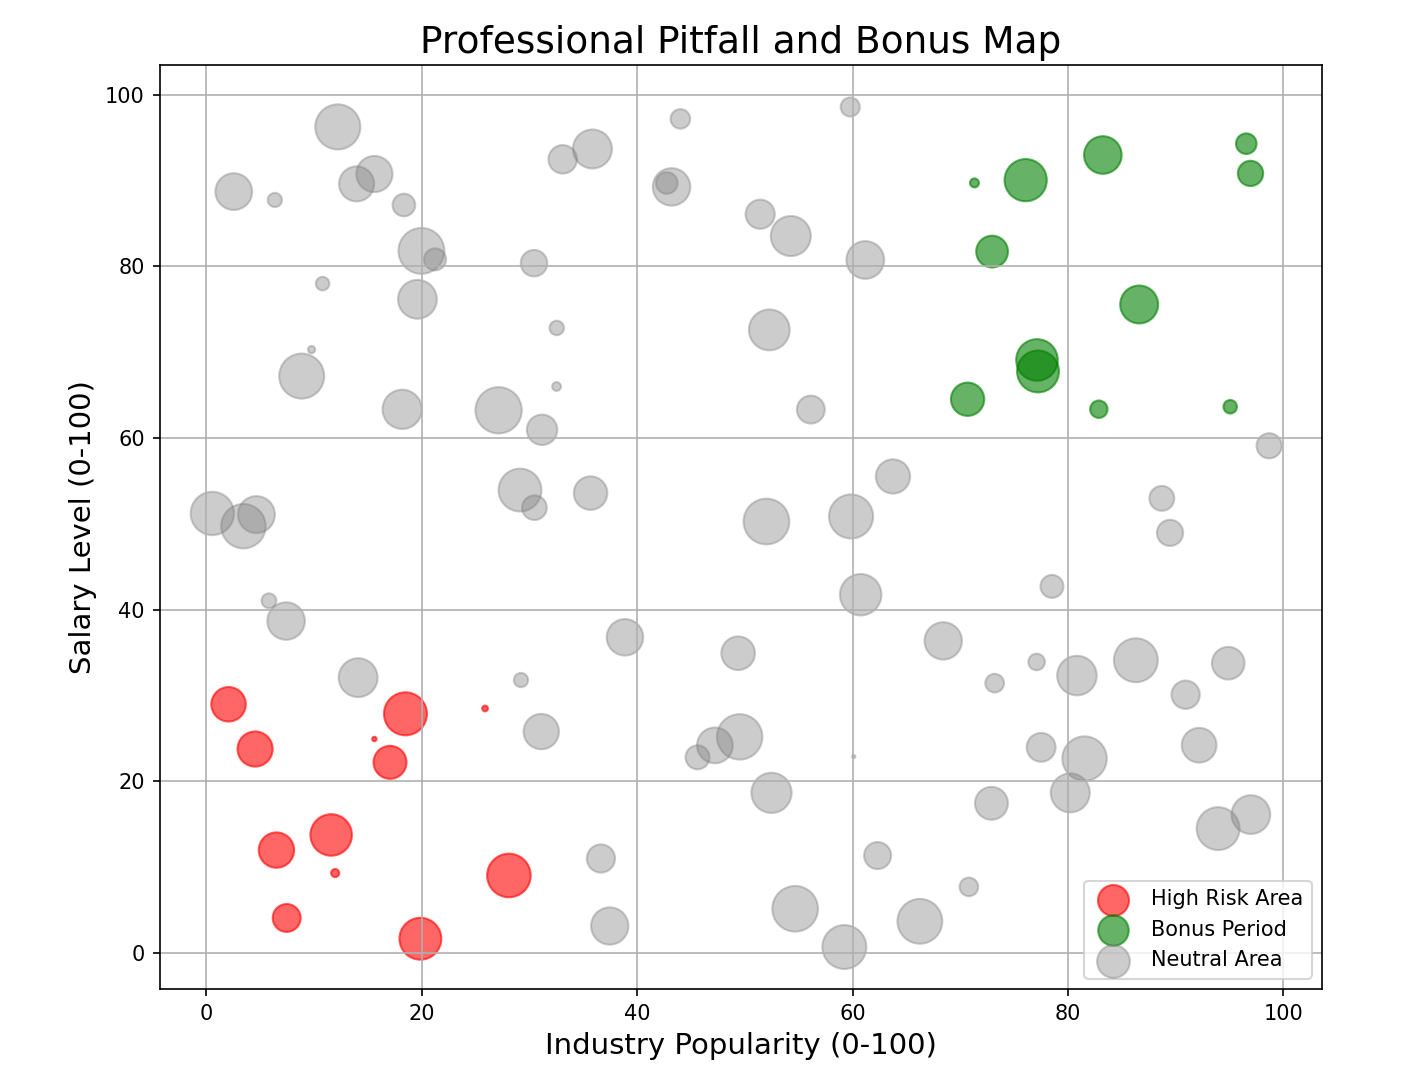 Professional Pitfall and Bonus Map
100
80
60
40
20
0
Salary Level (0-100)
High Risk Area
Bonus Period
Neutral Area
0 20 40 60 80 100
Industry Popularity (0-100)